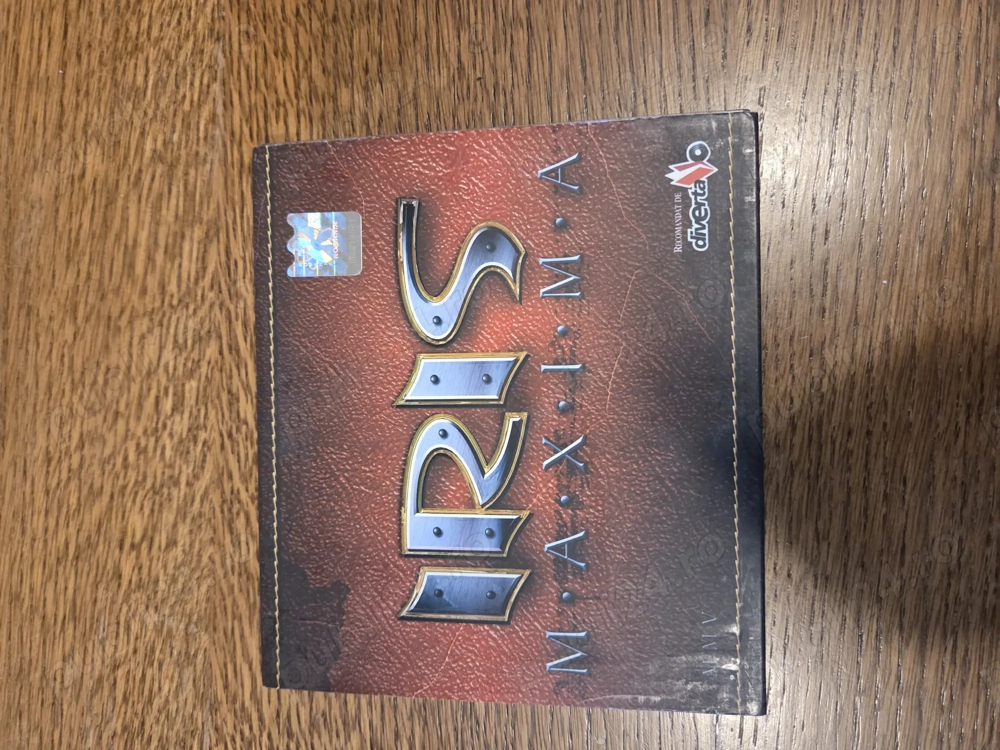 IRIS
M·A·X·I·M·A
RECOMANDAT DE
diverta